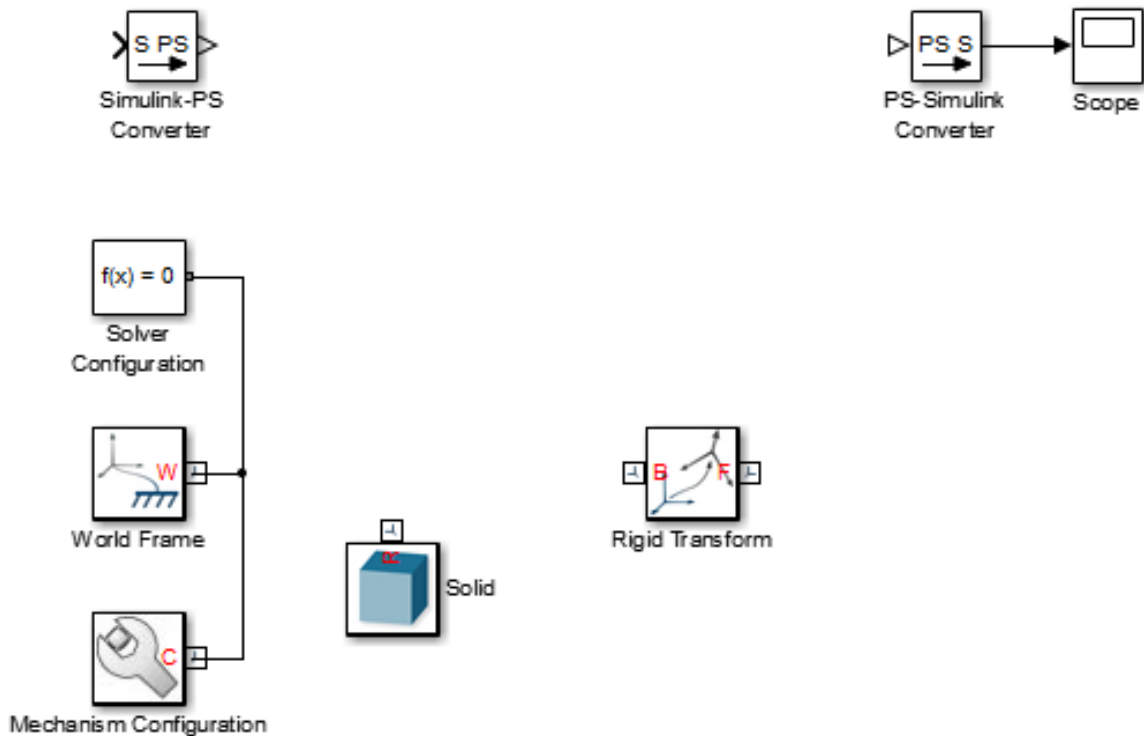 S PS
Simulink-PS
Converter
PS S
PS-Simulink
Converter
Scope
f(x) = 0
Solver
Configuration
W
World Frame
R
Solid
B
F
Rigid Transform
C
Mechanism Configuration